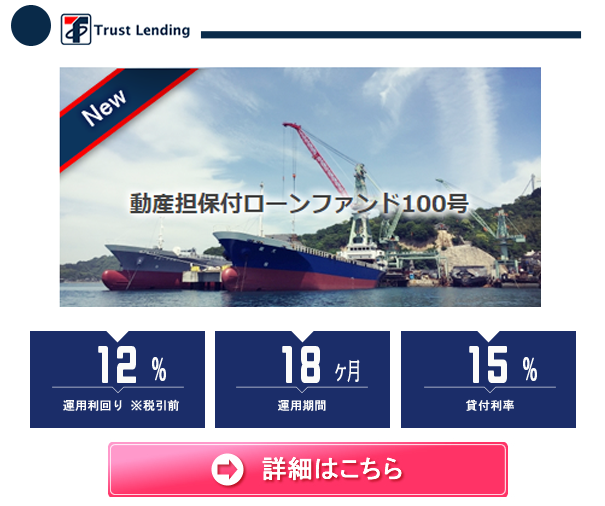 Trust Lending
New
動産担保付ローンファンド100号
12 %
運用利回り ※税引前
18 ヶ月
運用期間
15 %
貸付利率
詳細はこちら